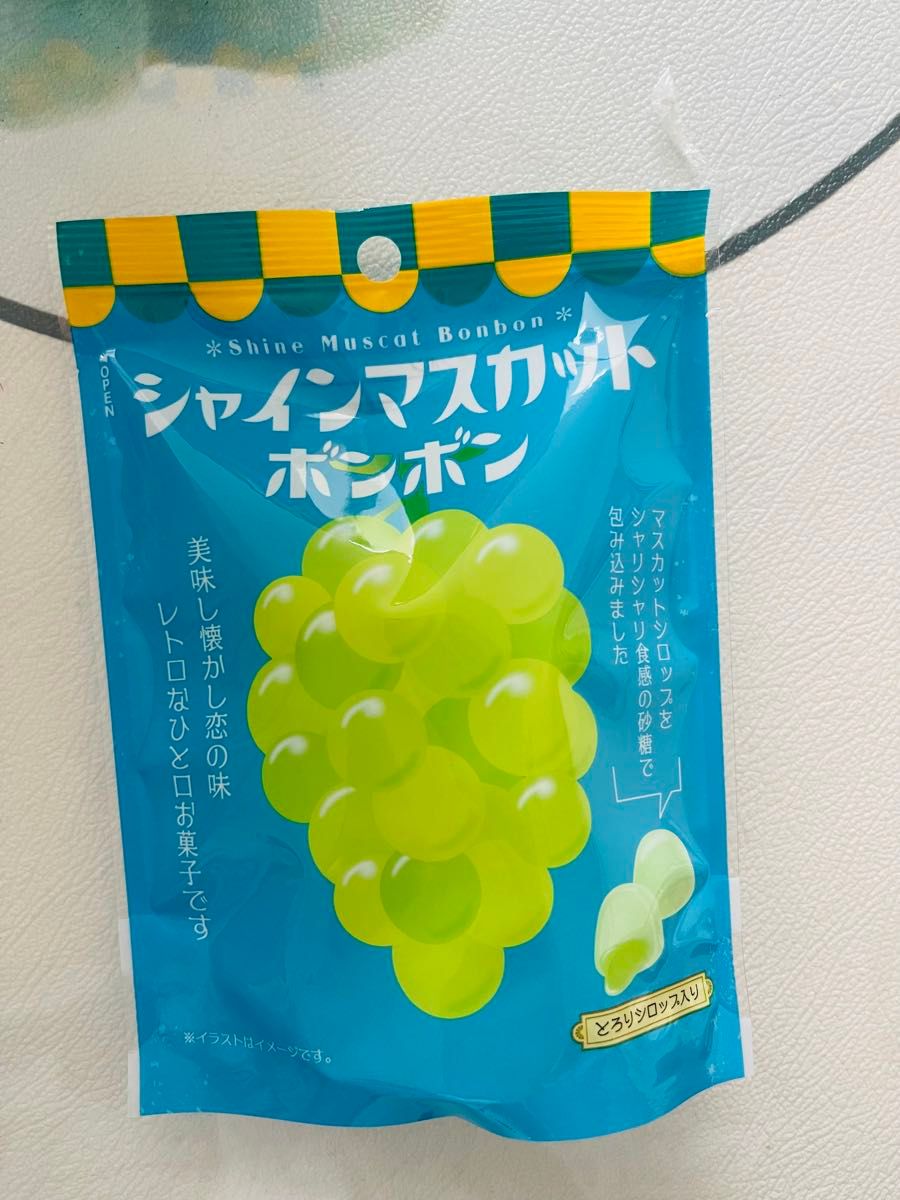 *Shine Muscat Bonbon*
シャインマスカット
ボンボン
OPEN
マスカットシロップを
シャリシャリ食感の砂糖で
包み込みました
美味し懐かし恋の味
レトロなひと口お菓子です
とろりシロップ入り
※イラストはイメージです。